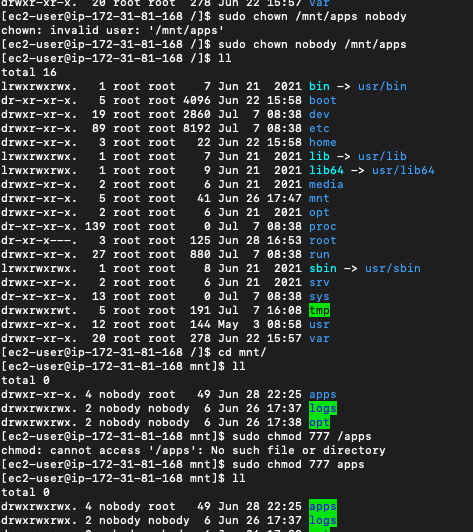 drwxr-xr-x. 20 root root 278 Jun 22 15:57 var
[ec2-user@ip-172-31-81-168 /]$ sudo chown /mnt/apps nobody
chown: invalid user: '/mnt/apps'
[ec2-user@ip-172-31-81-168 /]$ sudo chown nobody /mnt/apps
[ec2-user@ip-172-31-81-168 /]$ ll
total 16
lrwxrwxrwx. 1 root root 7 Jun 21 2021 bin -> usr/bin
dr-xr-xr-x. 5 root root 4096 Jun 22 15:58 boot
drwxr-xr-x. 19 root root 2860 Jul 7 08:38 dev
drwxr-xr-x. 89 root root 8192 Jul 7 08:38 etc
drwxr-xr-x. 3 root root 22 Jun 22 15:58 home
lrwxrwxrwx. 1 root root 7 Jun 21 2021 lib -> usr/lib
lrwxrwxrwx. 1 root root 9 Jun 21 2021 lib64 -> usr/lib64
drwxr-xr-x. 2 root root 6 Jun 21 2021 media
drwxr-xr-x. 5 root root 41 Jun 26 17:47 mnt
drwxr-xr-x. 2 root root 6 Jun 21 2021 opt
dr-xr-xr-x. 139 root root 0 Jul 7 08:38 proc
dr-xr-x---. 3 root root 125 Jun 28 16:53 root
drwxr-xr-x. 27 root root 880 Jul 7 08:38 run
lrwxrwxrwx. 1 root root 8 Jun 21 2021 sbin -> usr/sbin
drwxr-xr-x. 2 root root 6 Jun 21 2021 srv
dr-xr-xr-x. 13 root root 0 Jul 7 08:38 sys
drwxrwxrwt. 5 root root 191 Jul 7 16:08 tmp
drwxr-xr-x. 12 root root 144 May 3 08:58 usr
drwxr-xr-x. 20 root root 278 Jun 22 15:57 var
[ec2-user@ip-172-31-81-168 /]$ cd mnt/
[ec2-user@ip-172-31-81-168 mnt]$ ll
total 0
drwxr-xr-x. 4 nobody root 49 Jun 28 22:25 apps
drwxrwxrwx. 2 nobody nobody 6 Jun 26 17:37 logs
drwxrwxrwx. 2 nobody nobody 6 Jun 26 17:38 opt
[ec2-user@ip-172-31-81-168 mnt]$ sudo chmod 777 /apps
chmod: cannot access '/apps': No such file or directory
[ec2-user@ip-172-31-81-168 mnt]$ sudo chmod 777 apps
[ec2-user@ip-172-31-81-168 mnt]$ ll
total 0
drwxrwxrwx. 4 nobody root 49 Jun 28 22:25 apps
drwxrwxrwx. 2 nobody nobody 6 Jun 26 17:37 logs